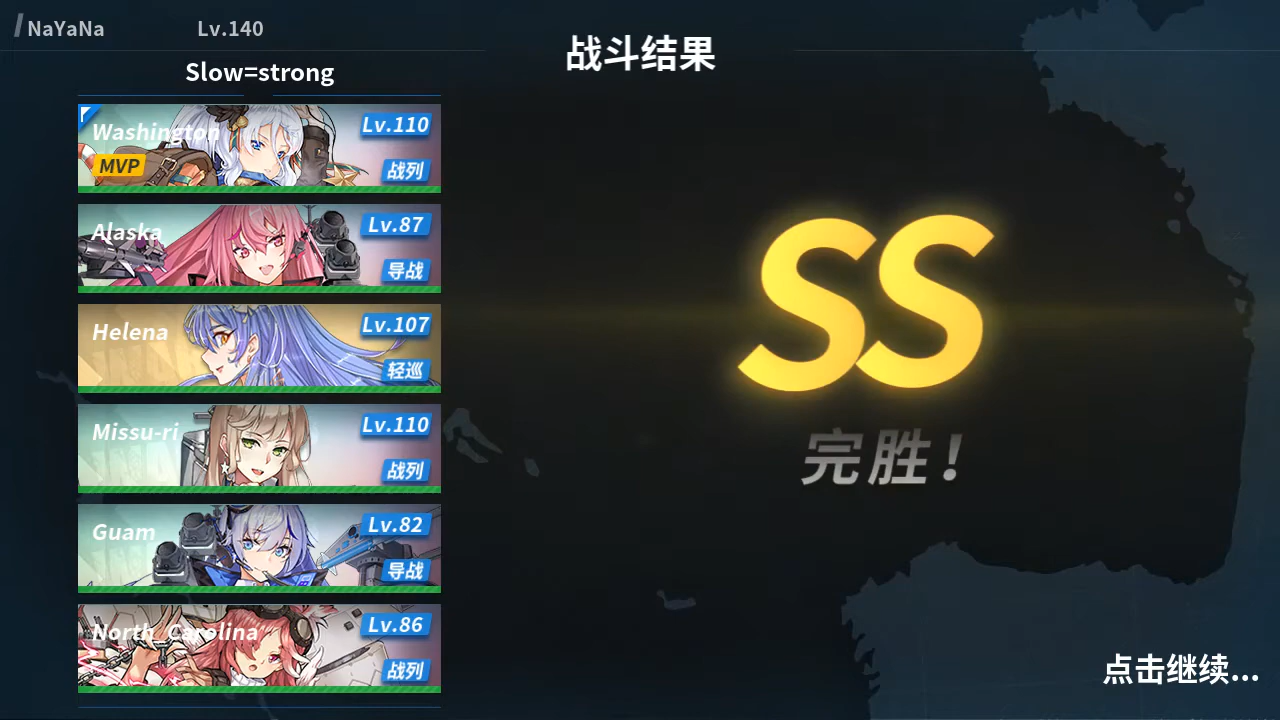 NaYaNa Lv.140
战斗结果
Slow=strong
Washington Lv.110
MVP 战列
Alaska Lv.87
导战
Helena Lv.107
轻巡
Missu-ri Lv.110
战列
Guam Lv.82
导战
North Carolina Lv.86
战列
SS
完胜！
点击继续...